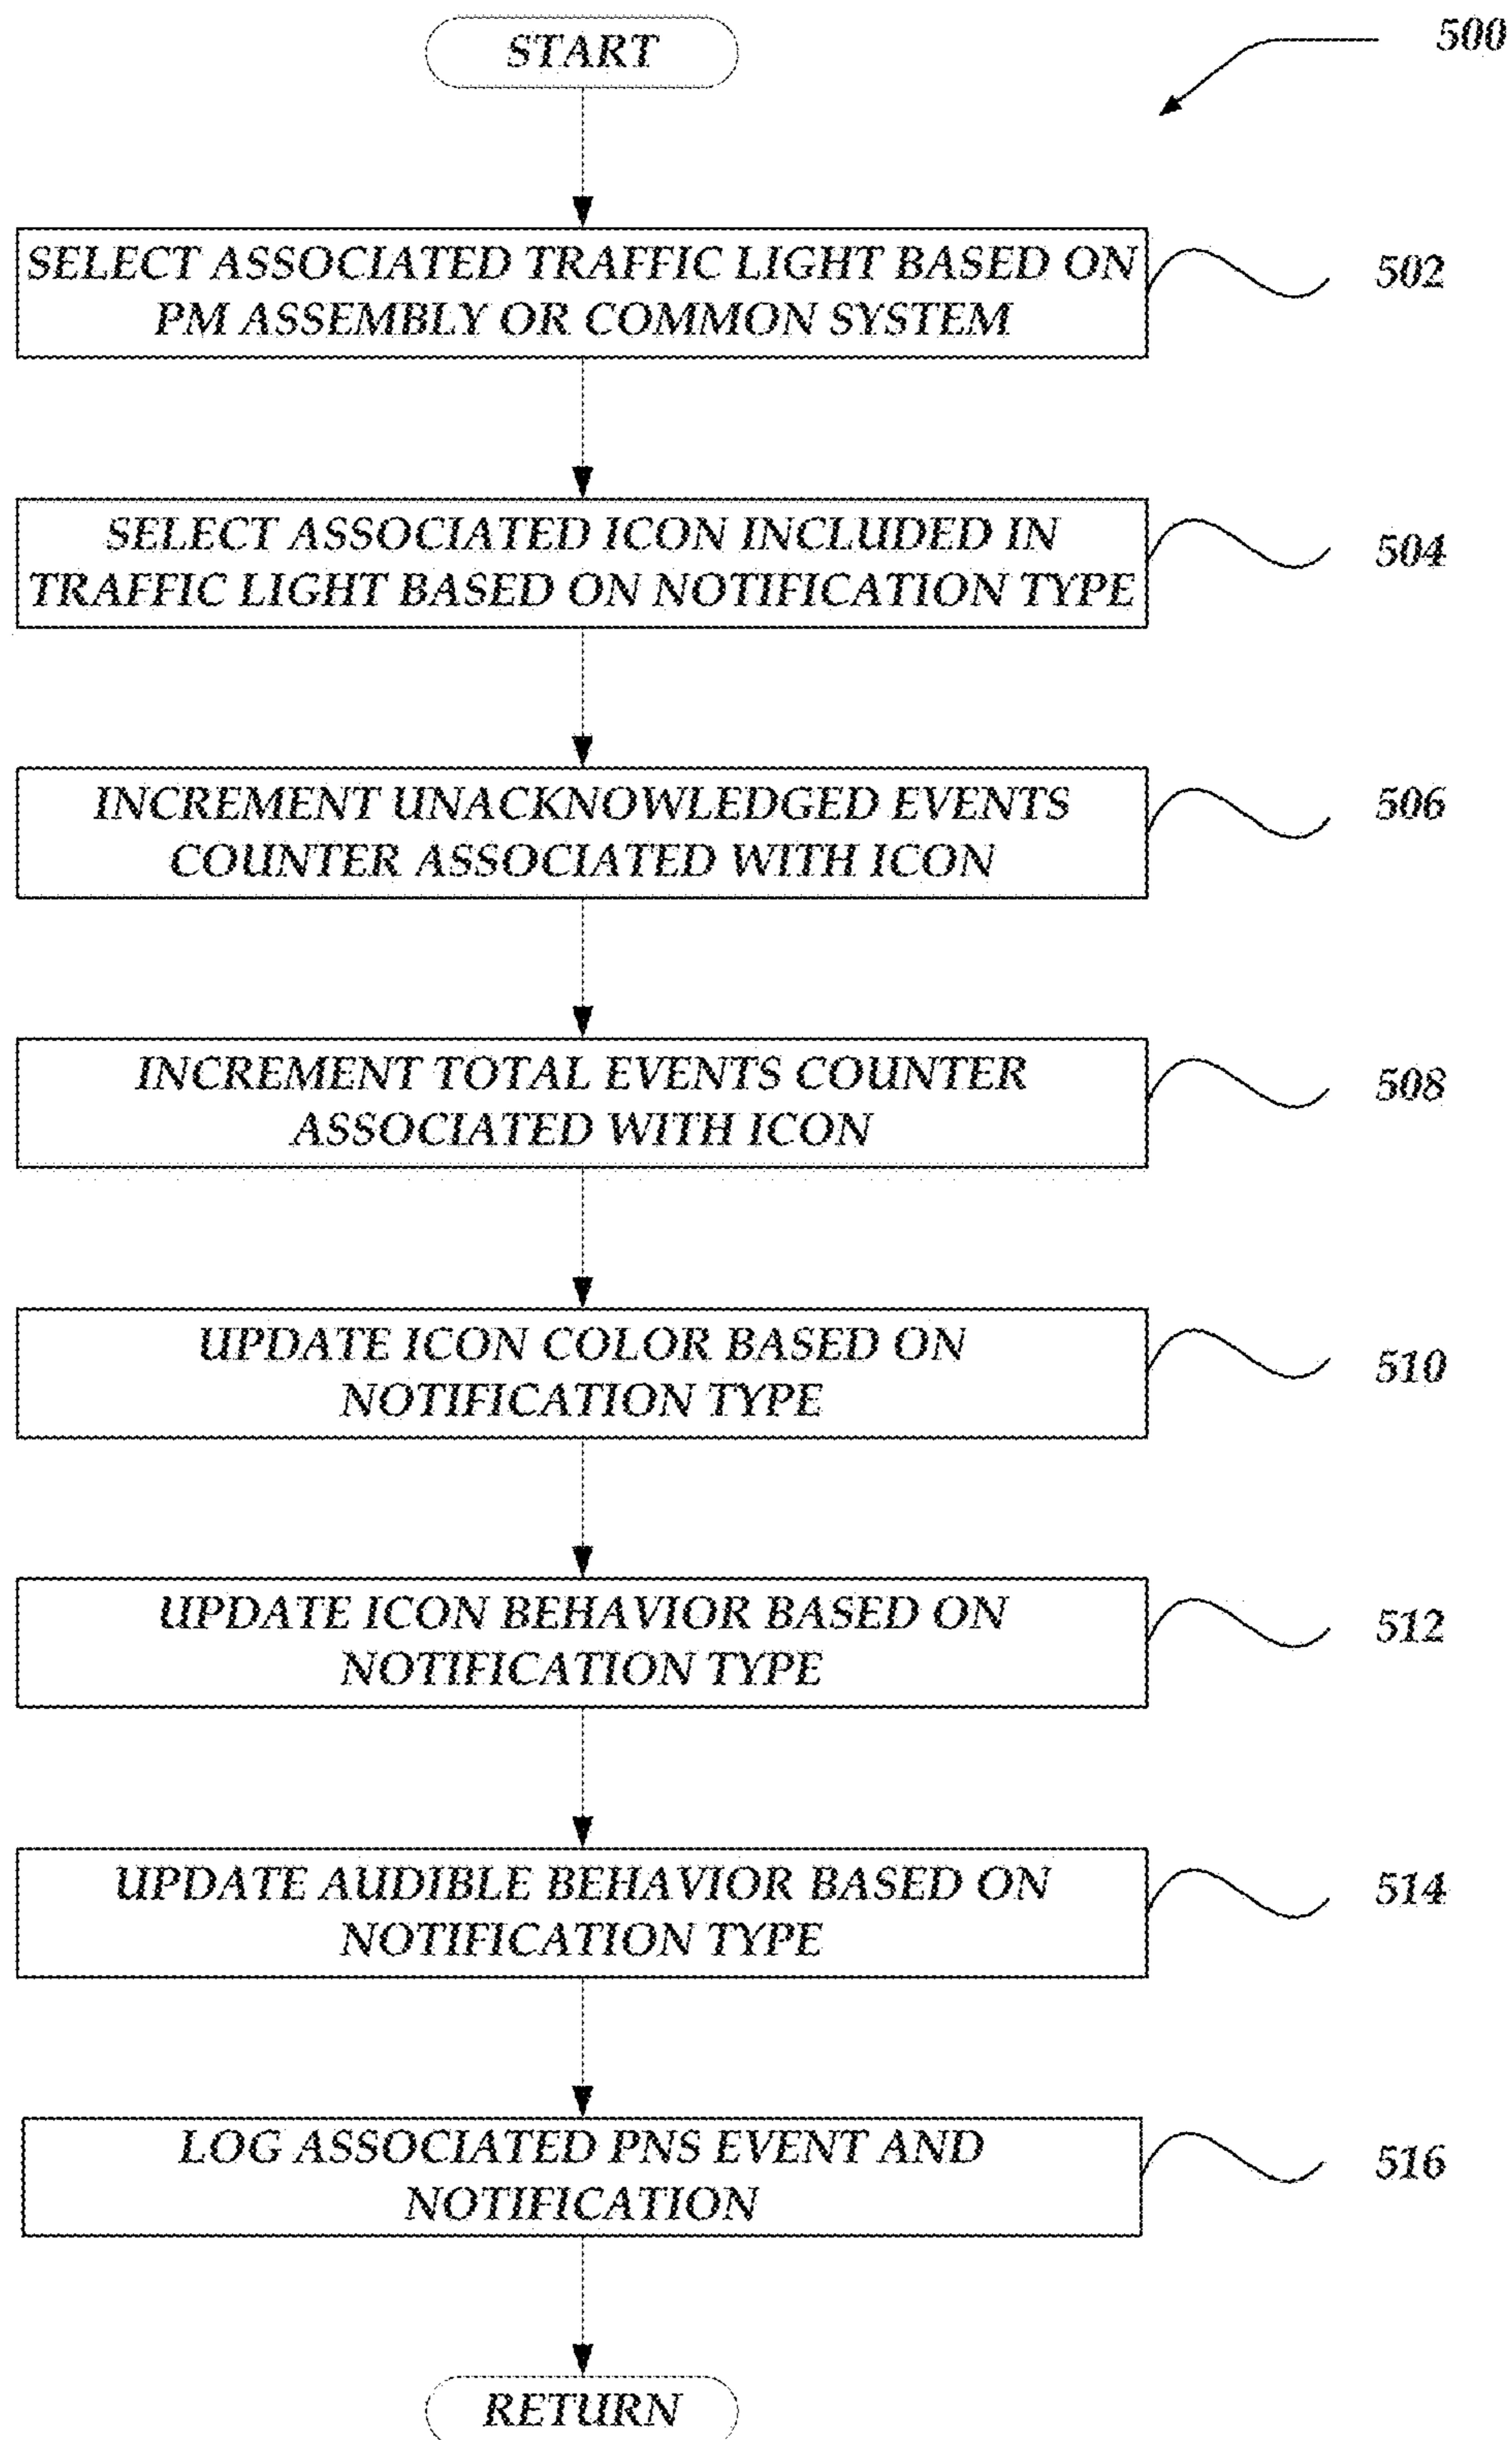 START
500
SELECT ASSOCIATED TRAFFIC LIGHT BASED ON
PM ASSEMBLY OR COMMON SYSTEM
502
SELECT ASSOCIATED ICON INCLUDED IN
TRAFFIC LIGHT BASED ON NOTIFICATION TYPE
504
INCREMENT UNACKNOWLEDGED EVENTS
COUNTER ASSOCIATED WITH ICON
506
INCREMENT TOTAL EVENTS COUNTER
ASSOCIATED WITH ICON
508
UPDATE ICON COLOR BASED ON
NOTIFICATION TYPE
510
UPDATE ICON BEHAVIOR BASED ON
NOTIFICATION TYPE
512
UPDATE AUDIBLE BEHAVIOR BASED ON
NOTIFICATION TYPE
514
LOG ASSOCIATED PNS EVENT AND
NOTIFICATION
516
RETURN